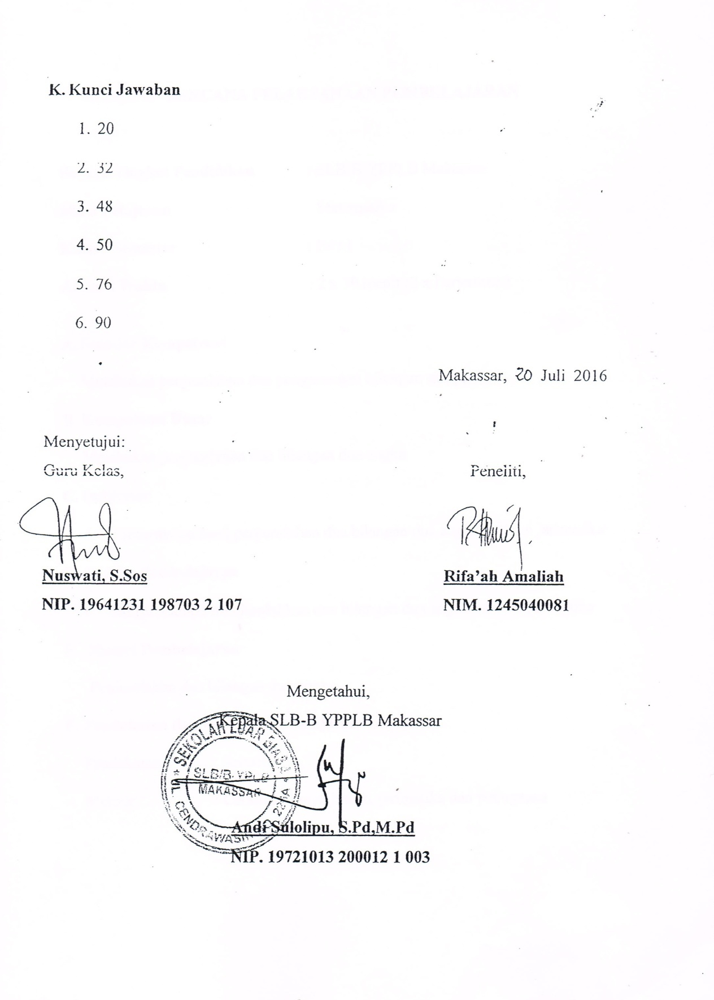 K. Kunci Jawaban
1. 20
2. 32
3. 48
4. 50
5. 76
6. 90
Makassar, 20 Juli 2016
Menyetujui:
Guru Kelas,
Peneliti,
Nuswati, S.Sos
Rifa'ah Amaliah
NIP. 19641231 198703 2 107
NIM. 1245040081
Mengetahui,
Kepala SLB-B YPPLB Makassar
SEKOLAH LUAR BIASA
SLB/B-YPLB
MAKASSAR
JL CENDRAWASIH
Andi Sulolipu, S.Pd,M.Pd
NIP. 19721013 200012 1 003